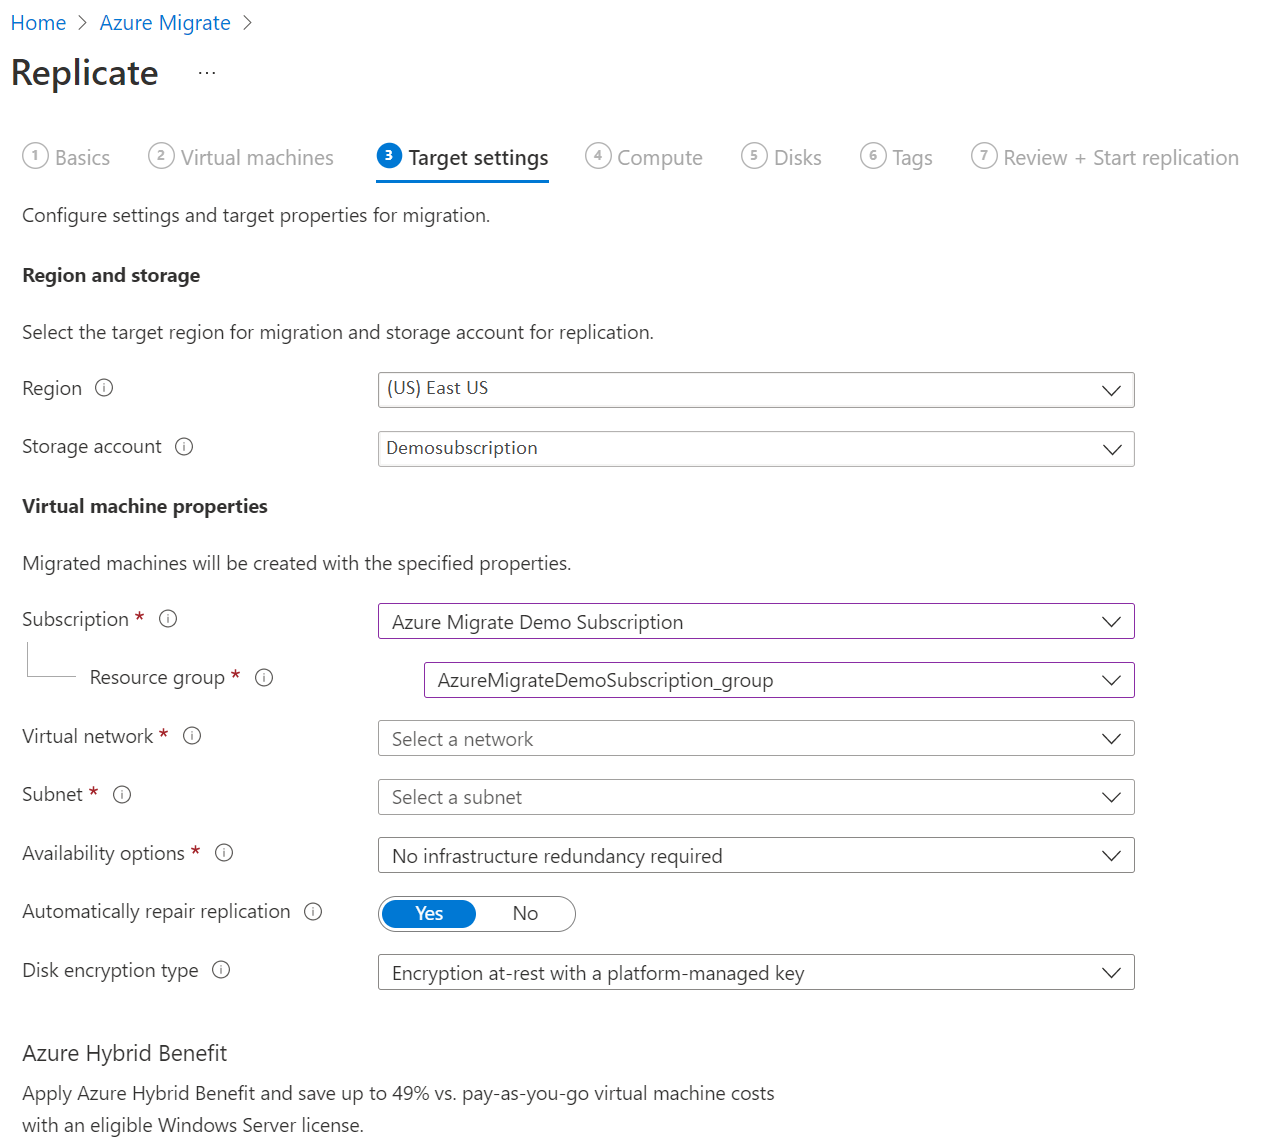 Home > Azure Migrate >
Replicate ...
1 Basics 2 Virtual machines 3 Target settings 4 Compute 5 Disks 6 Tags 7 Review + Start replication
Configure settings and target properties for migration.
Region and storage
Select the target region for migration and storage account for replication.
Region (US) East US
Storage account Demosubscription
Virtual machine properties
Migrated machines will be created with the specified properties.
Subscription * Azure Migrate Demo Subscription
Resource group * AzureMigrateDemoSubscription_group
Virtual network * Select a network
Subnet * Select a subnet
Availability options * No infrastructure redundancy required
Automatically repair replication Yes No
Disk encryption type Encryption at-rest with a platform-managed key
Azure Hybrid Benefit
Apply Azure Hybrid Benefit and save up to 49% vs. pay-as-you-go virtual machine costs
with an eligible Windows Server license.